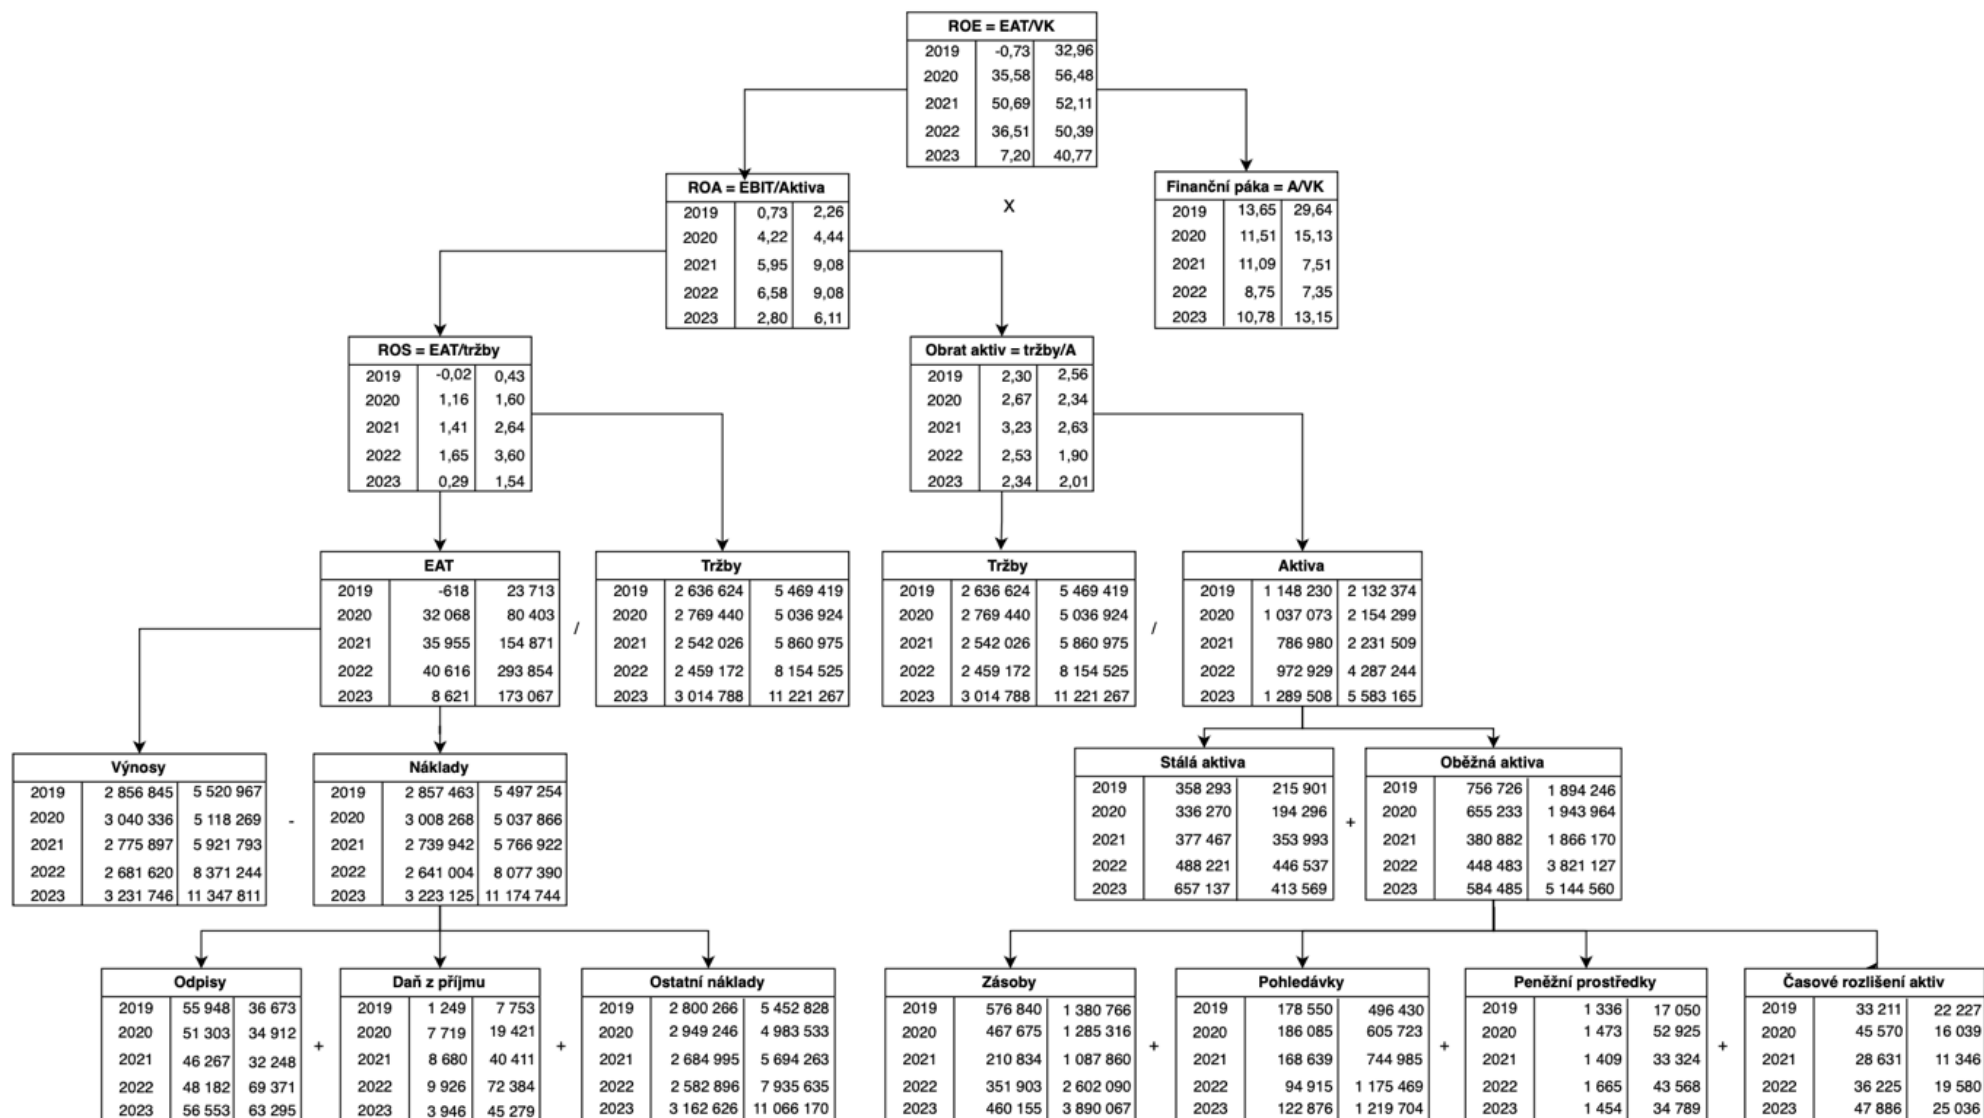 ROE = EAT/VK
2019 -0,73 32,96
2020 35,58 56,48
2021 50,69 52,11
2022 36,51 50,39
2023 7,20 40,77
ROA = EBIT/Aktiva
2019 0,73 2,26
2020 4,22 4,44
2021 5,95 9,08
2022 6,58 9,08
2023 2,80 6,11
X
Finanční páka = A/VK
2019 13,65 29,64
2020 11,51 15,13
2021 11,09 7,51
2022 8,75 7,35
2023 10,78 13,15
ROS = EAT/tržby
2019 -0,02 0,43
2020 1,16 1,60
2021 1,41 2,64
2022 1,65 3,60
2023 0,29 1,54
Obrat aktiv = tržby/A
2019 2,30 2,56
2020 2,67 2,34
2021 3,23 2,63
2022 2,53 1,90
2023 2,34 2,01
EAT
2019 -618 23 713
2020 32 068 80 403
2021 35 955 154 871
2022 40 616 293 854
2023 8 621 173 067
/
Tržby
2019 2 636 624 5 469 419
2020 2 769 440 5 036 924
2021 2 542 026 5 860 975
2022 2 459 172 8 154 525
2023 3 014 788 11 221 267
Tržby
2019 2 636 624 5 469 419
2020 2 769 440 5 036 924
2021 2 542 026 5 860 975
2022 2 459 172 8 154 525
2023 3 014 788 11 221 267
/
Aktiva
2019 1 148 230 2 132 374
2020 1 037 073 2 154 299
2021 786 980 2 231 509
2022 972 929 4 287 244
2023 1 289 508 5 583 165
Výnosy
2019 2 856 845 5 520 967
2020 3 040 336 5 118 269
2021 2 775 897 5 921 793
2022 2 681 620 8 371 244
2023 3 231 746 11 347 811
-
Náklady
2019 2 857 463 5 497 254
2020 3 008 268 5 037 866
2021 2 739 942 5 766 922
2022 2 641 004 8 077 390
2023 3 223 125 11 174 744
Stálá aktiva
2019 358 293 215 901
2020 336 270 194 296
2021 377 467 353 993
2022 488 221 446 537
2023 657 137 413 569
+
Oběžná aktiva
2019 756 726 1 894 246
2020 655 233 1 943 964
2021 380 882 1 866 170
2022 448 483 3 821 127
2023 584 485 5 144 560
Odpisy
2019 55 948 36 673
2020 51 303 34 912
2021 46 267 32 248
2022 48 182 69 371
2023 56 553 63 295
+
Daň z příjmu
2019 1 249 7 753
2020 7 719 19 421
2021 8 680 40 411
2022 9 926 72 384
2023 3 946 45 279
+
Ostatní náklady
2019 2 800 266 5 452 828
2020 2 949 246 4 983 533
2021 2 684 995 5 694 263
2022 2 582 896 7 935 635
2023 3 162 626 11 066 170
Zásoby
2019 576 840 1 380 766
2020 467 675 1 285 316
2021 210 834 1 087 860
2022 351 903 2 602 090
2023 460 155 3 890 067
+
Pohledávky
2019 178 550 496 430
2020 186 085 605 723
2021 168 639 744 985
2022 94 915 1 175 469
2023 122 876 1 219 704
+
Peněžní prostředky
2019 1 336 17 050
2020 1 473 52 925
2021 1 409 33 324
2022 1 665 43 568
2023 1 454 34 789
+
Časové rozlišení aktiv
2019 33 211 22 227
2020 45 570 16 039
2021 28 631 11 346
2022 36 225 19 580
2023 47 886 25 036